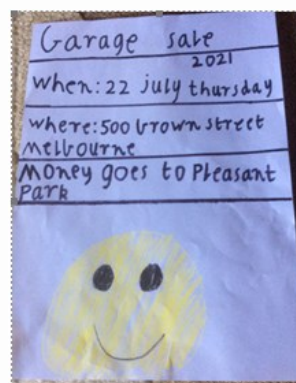 Garage sale
2021
when: 22 july thursday
where: 500 brown street
melbourne
money goes to Pleasant
Park